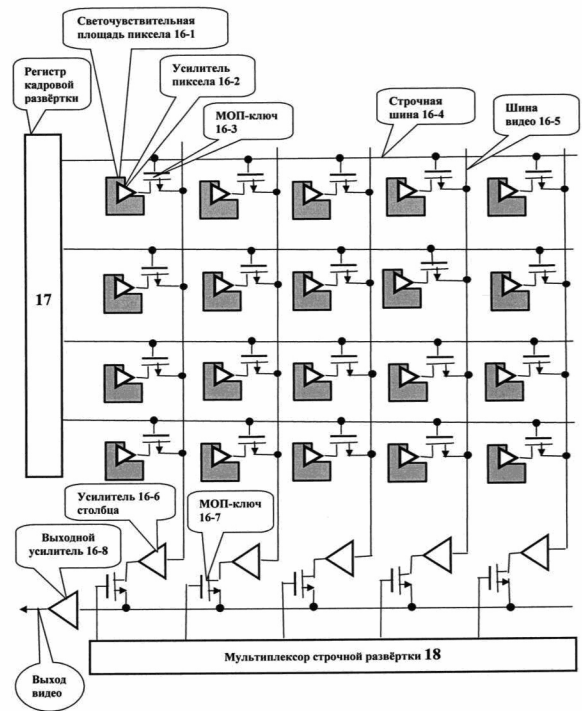 Светочувствительная
площадь пиксела 16-1
Регистр
кадровой
развёртки
Усилитель
пиксела 16-2
МОП-ключ
16-3
Строчная
шина 16-4
Шина
видео 16-5
17
Усилитель 16-6
столбца
МОП-ключ
16-7
Выходной
усилитель 16-8
Выход
видео
Мультиплексор строчной развёртки 18